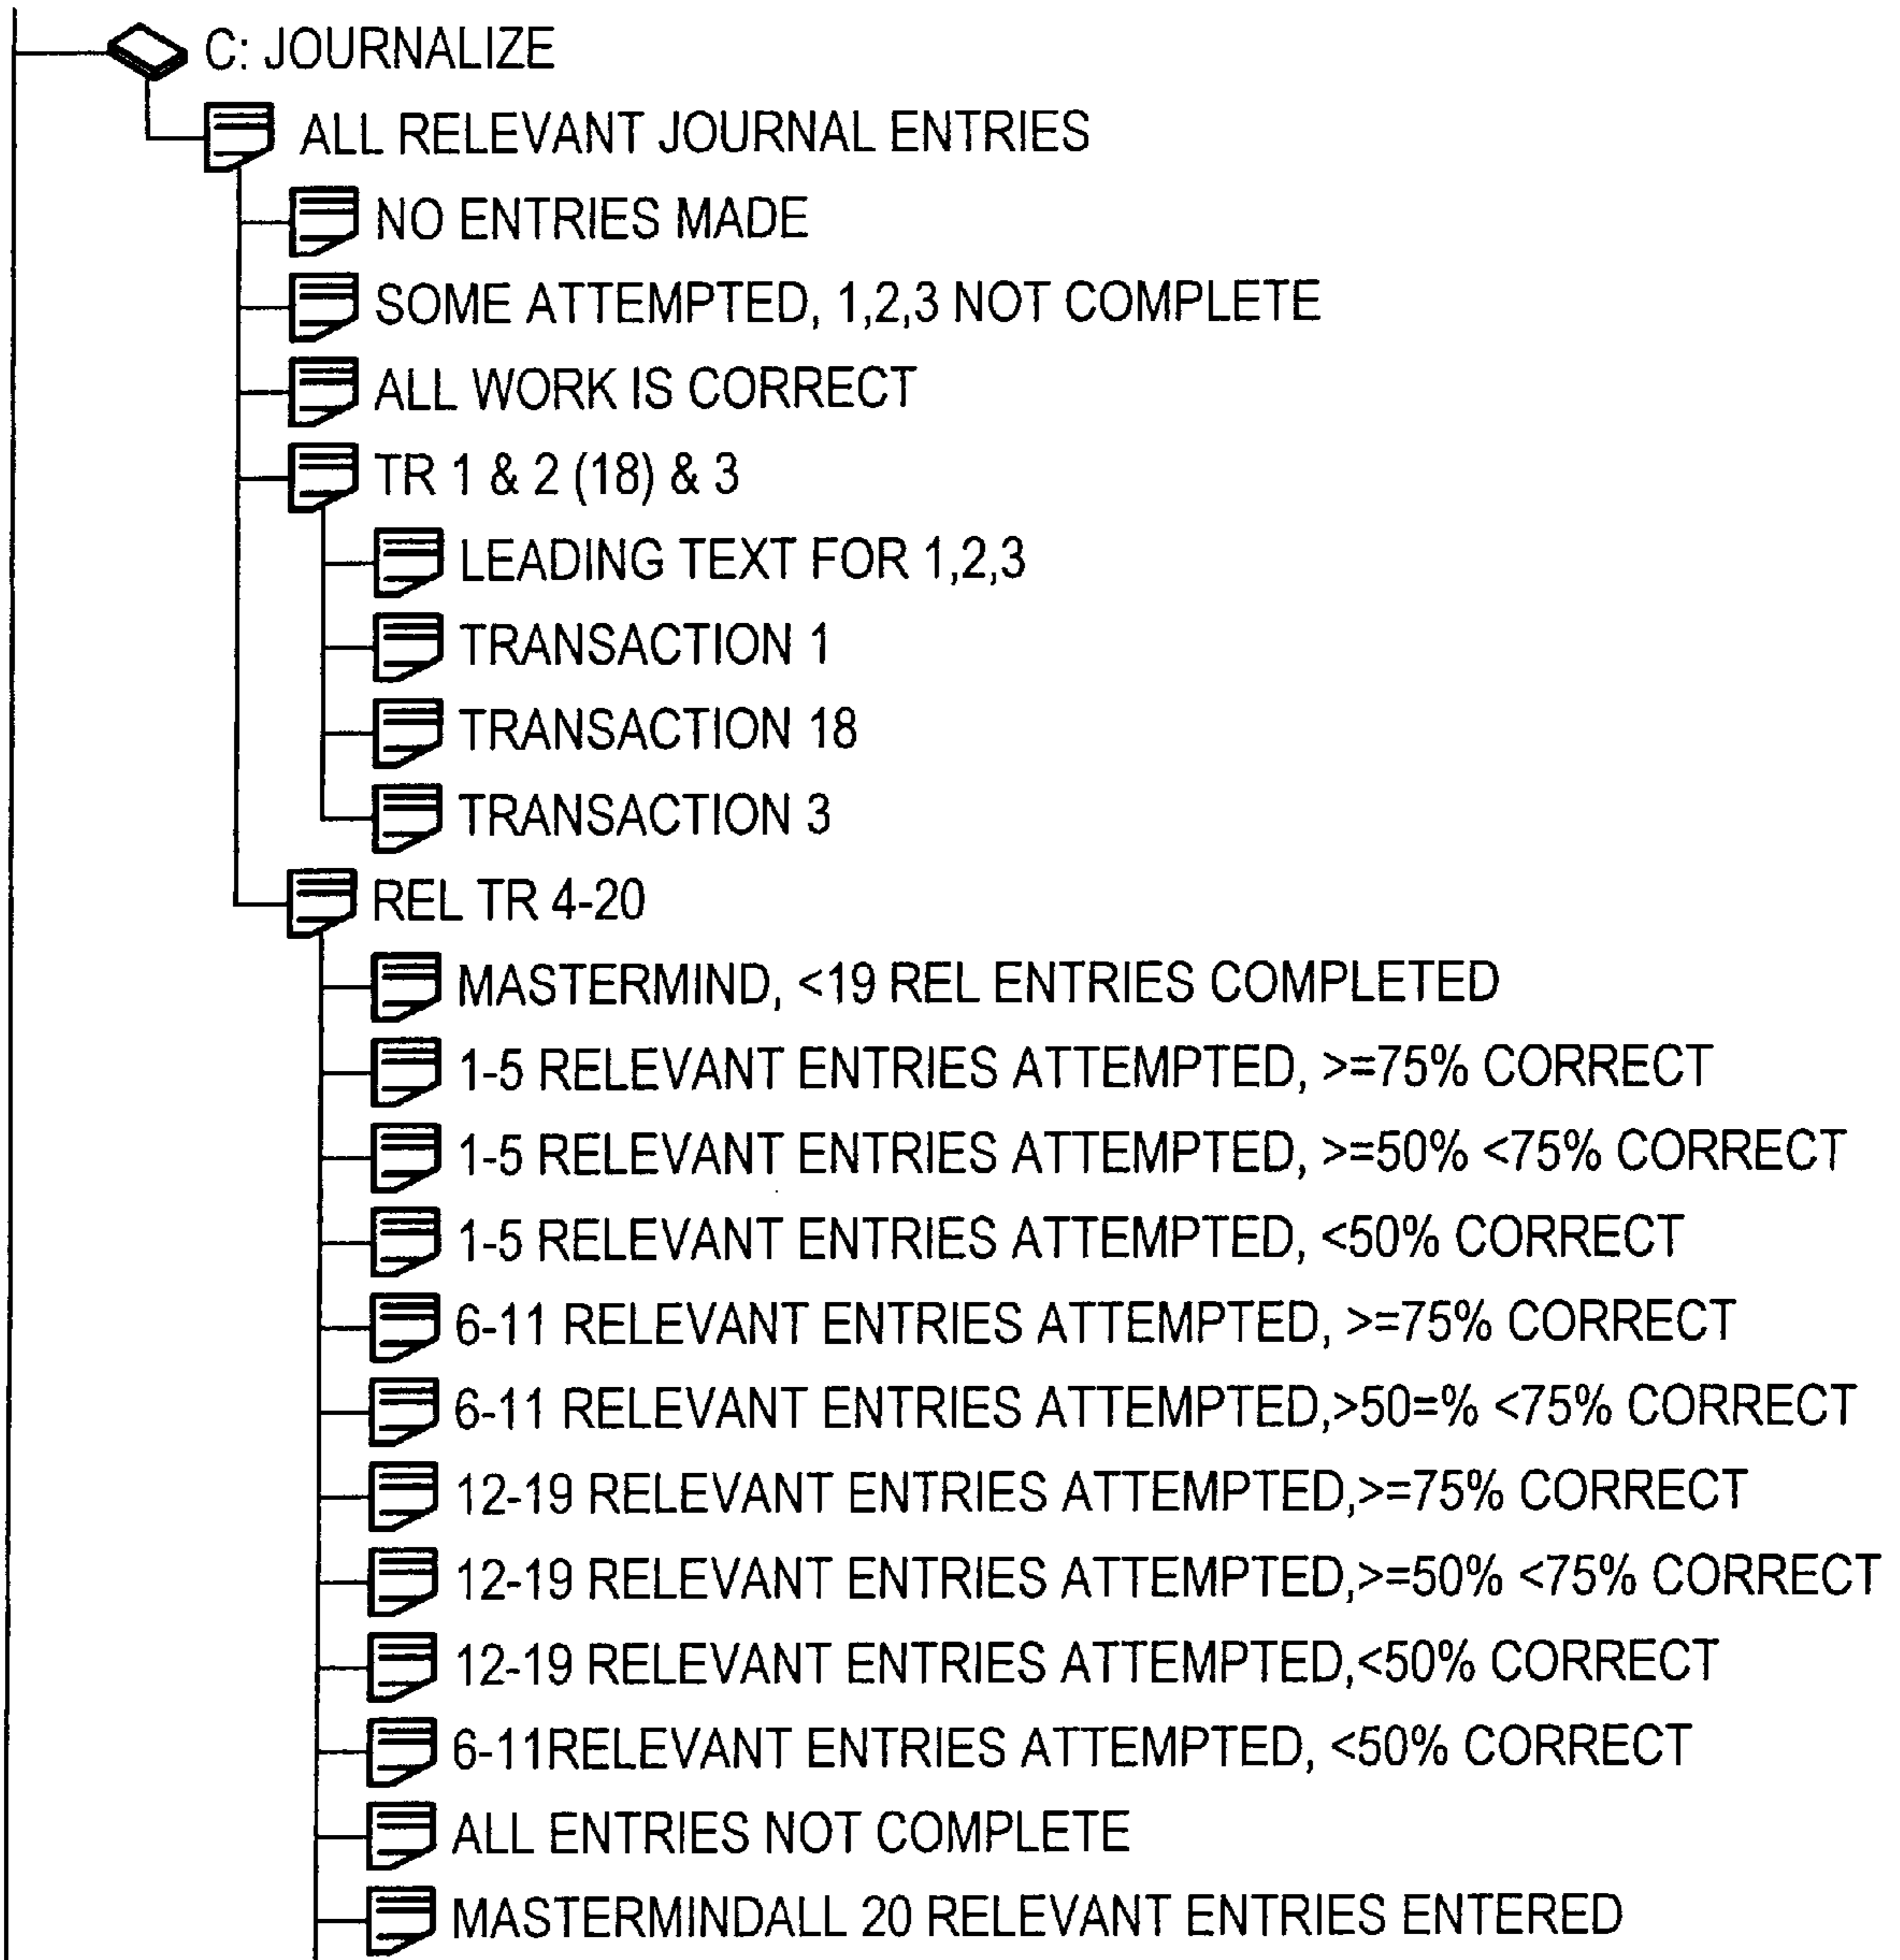 C: JOURNALIZE
ALL RELEVANT JOURNAL ENTRIES
NO ENTRIES MADE
SOME ATTEMPTED, 1,2,3 NOT COMPLETE
ALL WORK IS CORRECT
TR 1 & 2 (18) & 3
LEADING TEXT FOR 1,2,3
TRANSACTION 1
TRANSACTION 18
TRANSACTION 3
REL TR 4-20
MASTERMIND, <19 REL ENTRIES COMPLETED
1-5 RELEVANT ENTRIES ATTEMPTED, >=75% CORRECT
1-5 RELEVANT ENTRIES ATTEMPTED, >=50% <75% CORRECT
1-5 RELEVANT ENTRIES ATTEMPTED, <50% CORRECT
6-11 RELEVANT ENTRIES ATTEMPTED, >=75% CORRECT
6-11 RELEVANT ENTRIES ATTEMPTED,>50=% <75% CORRECT
12-19 RELEVANT ENTRIES ATTEMPTED,>=75% CORRECT
12-19 RELEVANT ENTRIES ATTEMPTED,>=50% <75% CORRECT
12-19 RELEVANT ENTRIES ATTEMPTED,<50% CORRECT
6-11RELEVANT ENTRIES ATTEMPTED, <50% CORRECT
ALL ENTRIES NOT COMPLETE
MASTERMINDALL 20 RELEVANT ENTRIES ENTERED